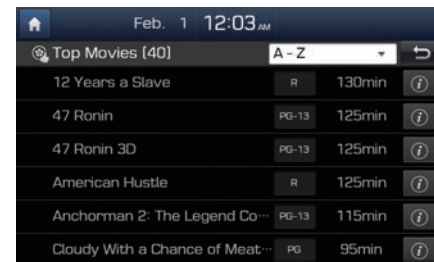 Feb. 1 12:03 AM
Top Movies (40) A - Z
12 Years a Slave R 130min
47 Ronin PG-13 125min
47 Ronin 3D PG-13 125min
American Hustle R 125min
Anchorman 2: The Legend Co... PG-13 115min
Cloudy With a Chance of Meat... PG 95min